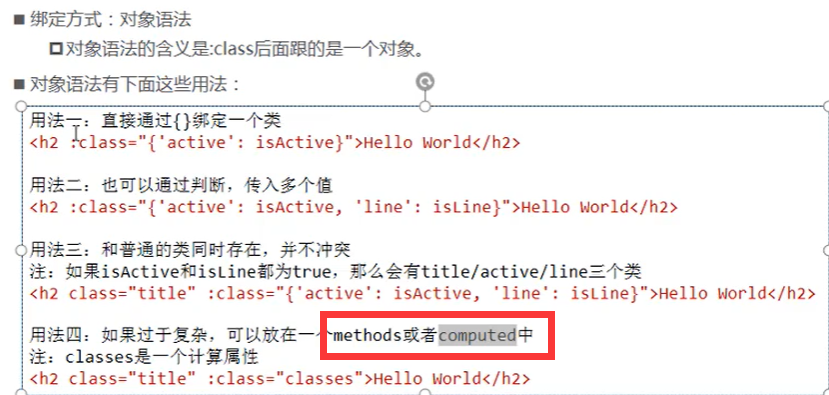 绑定方式：对象语法
对象语法的含义是:class后面跟的是一个对象。
对象语法有下面这些用法：
用法一：直接通过{}绑定一个类
<h2 :class="{'active': isActive}">Hello World</h2>
用法二：也可以通过判断，传入多个值
<h2 :class="{'active': isActive, 'line': isLine}">Hello World</h2>
用法三：和普通的类同时存在，并不冲突
注：如果isActive和isLine都为true，那么会有title/active/line三个类
<h2 class="title" :class="{'active': isActive, 'line': isLine}">Hello World</h2>
用法四：如果过于复杂，可以放在一个methods或者computed中
注：classes是一个计算属性
<h2 class="title" :class="classes">Hello World</h2>